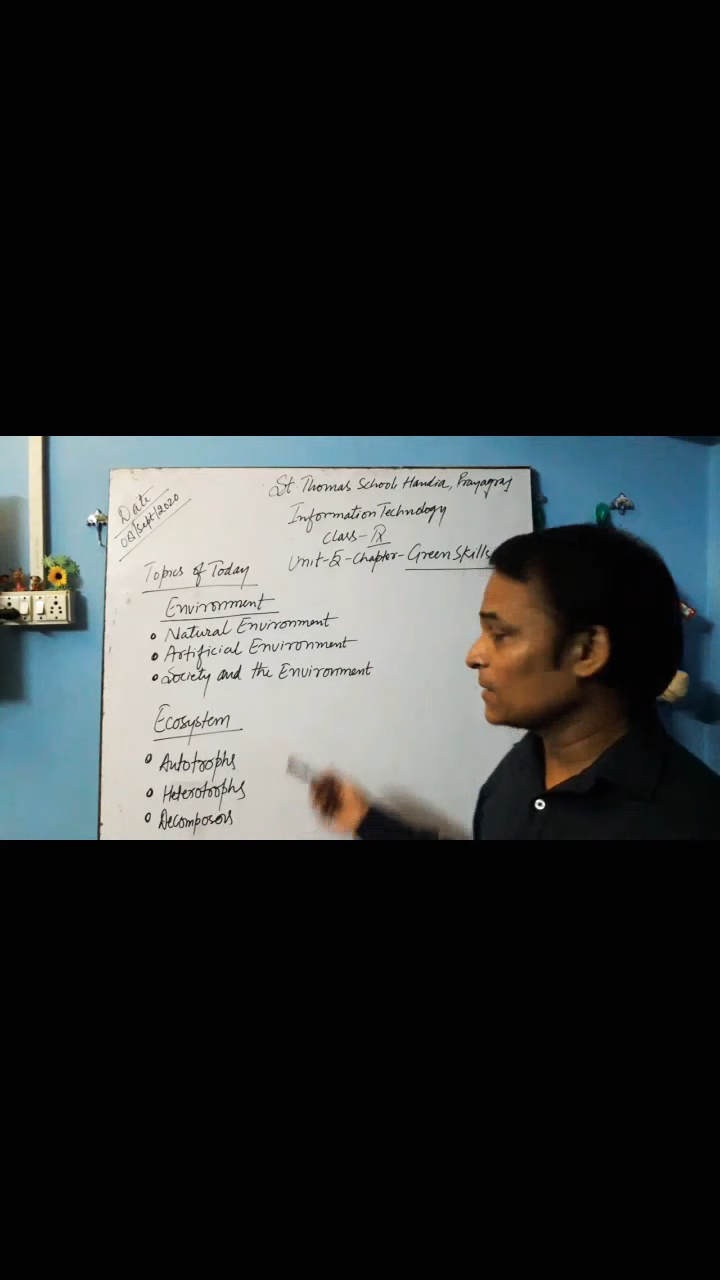 Date
08/Sept/2020
St. Thomas School Handia, Prayagraj
Information Technology
Class-IX
Unit-5-Chapter-Green Skills
Topics of Today
Environment
Natural Environment
Artificial Environment
Society and the Environment
Ecosystem
Autotrophs
Heterotrophs
Decomposers